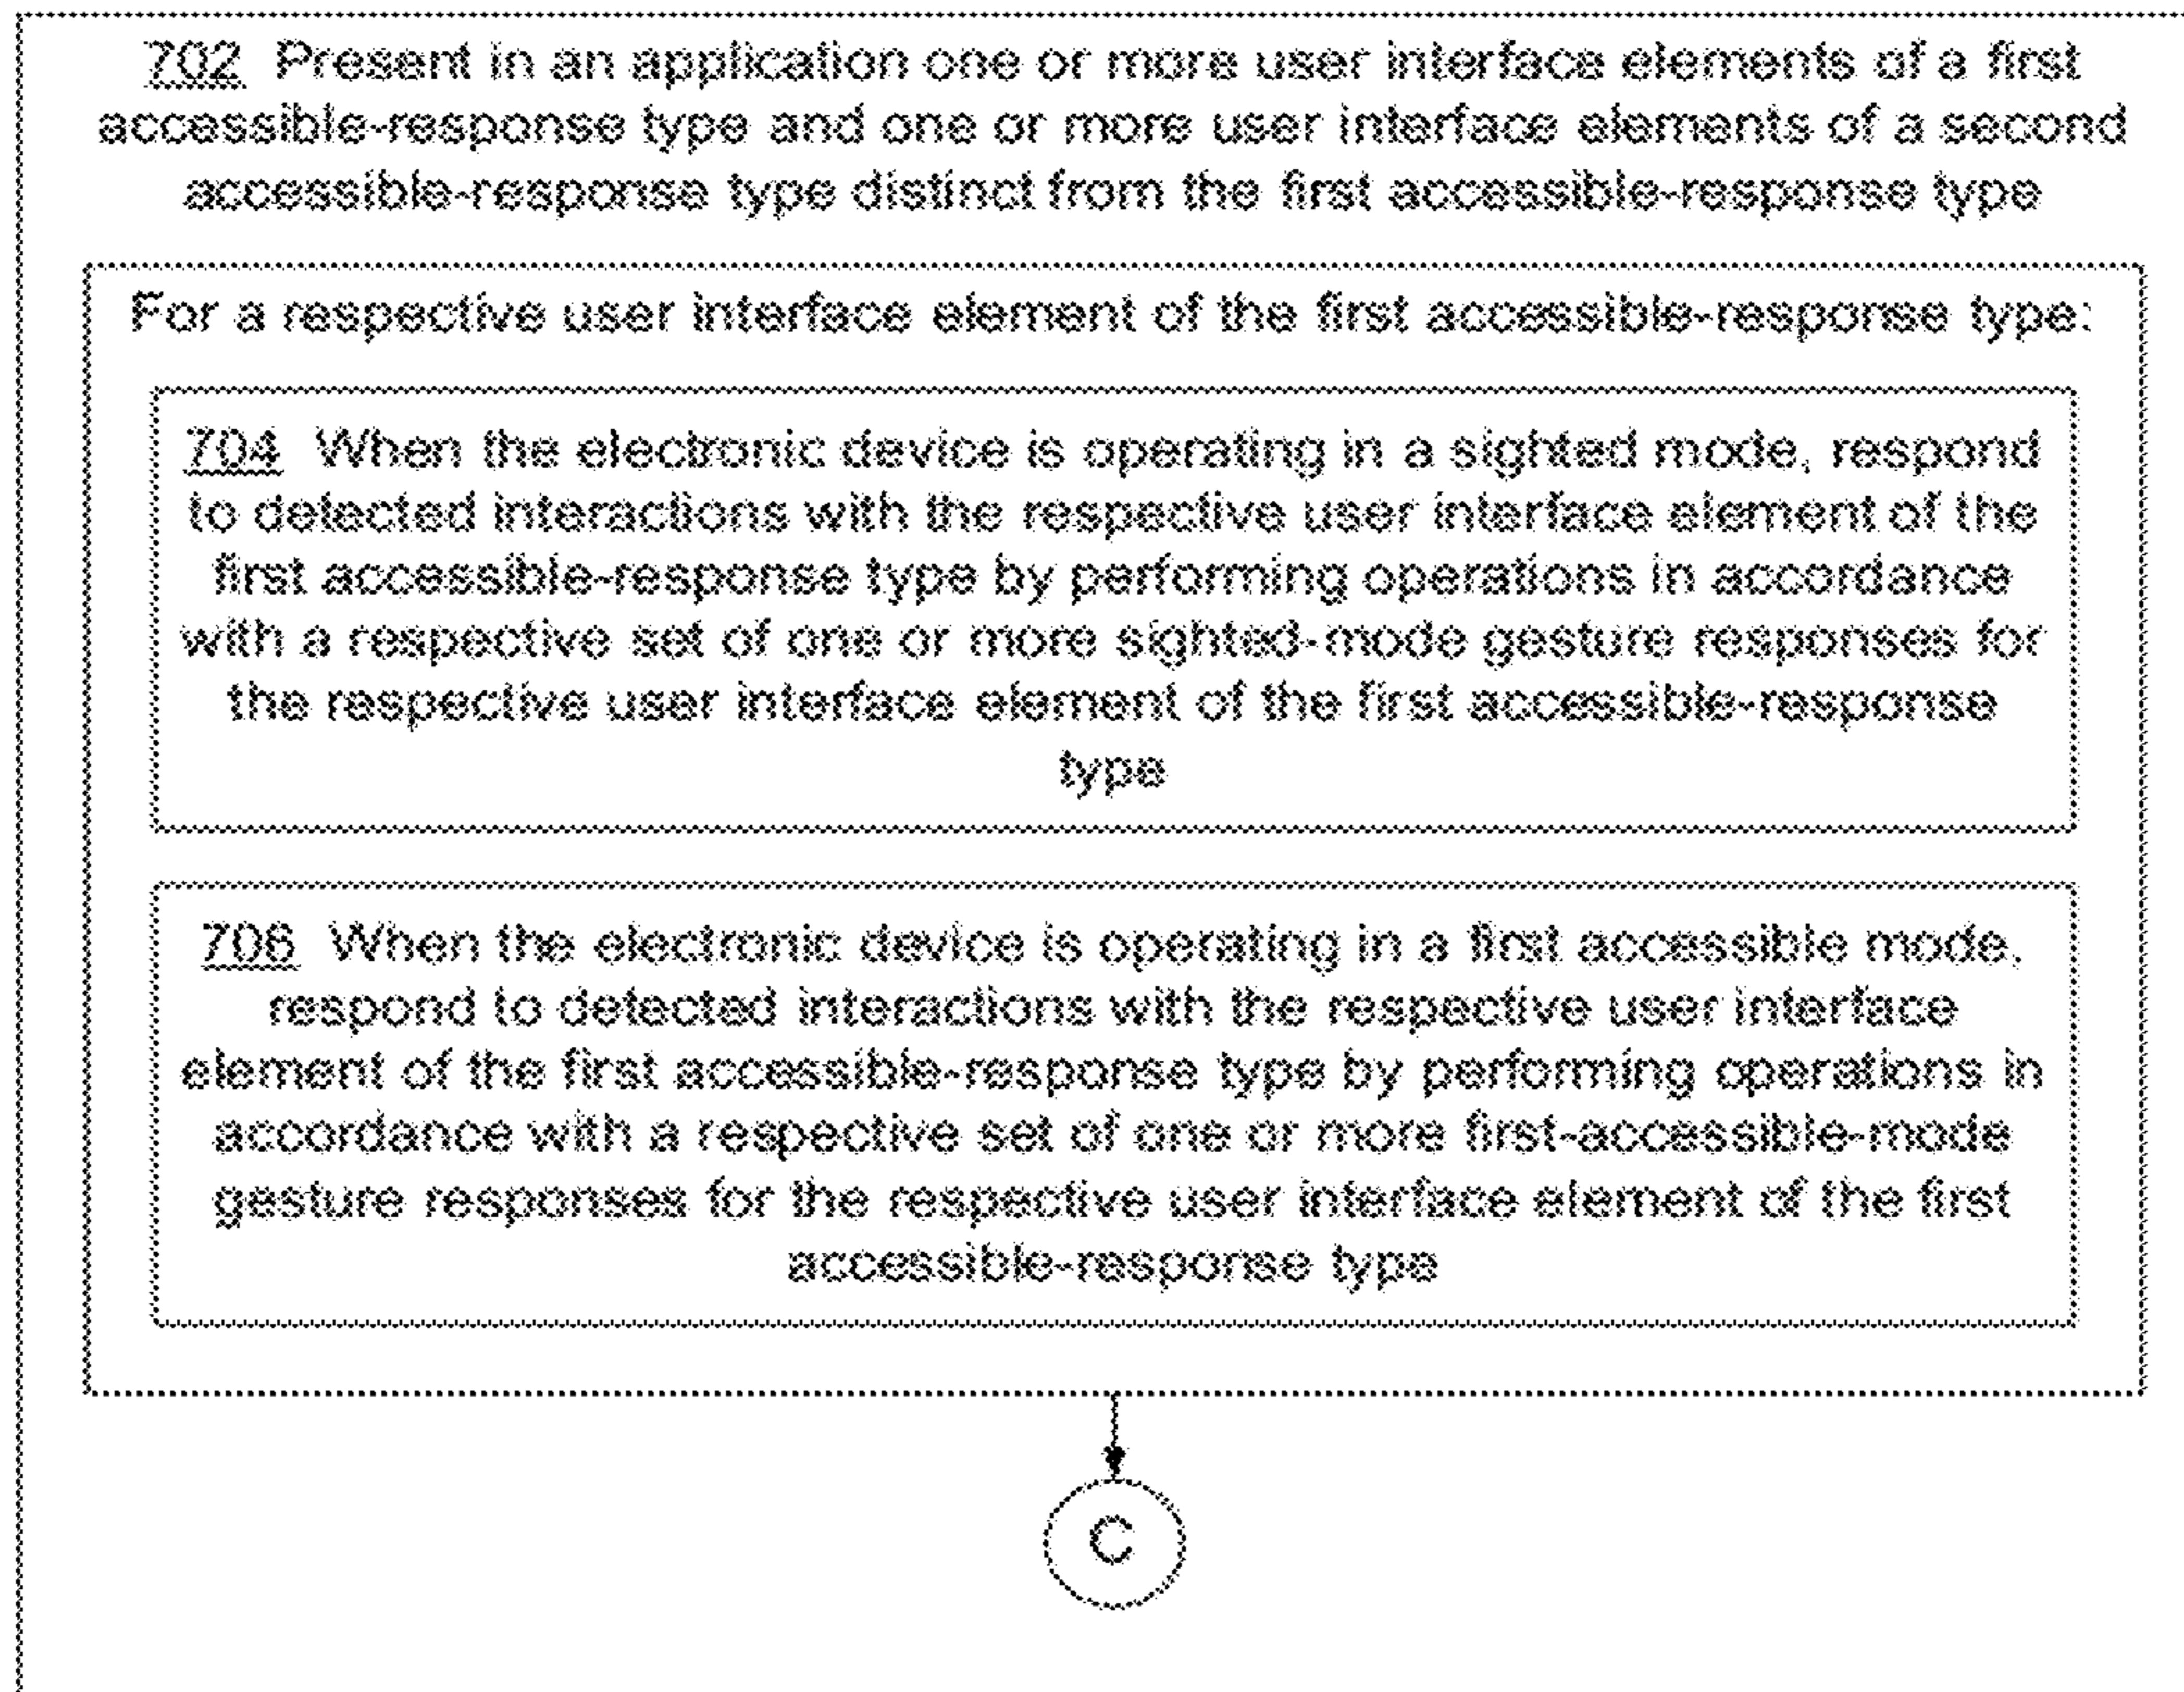 702 Present in an application one or more user interface elements of a first
accessible-response type and one or more user interface elements of a second
accessible-response type distinct from the first accessible-response type
For a respective user interface element of the first accessible-response type:
704 When the electronic device is operating in a sighted mode, respond
to detected interactions with the respective user interface element of the
first accessible-response type by performing operations in accordance
with a respective set of one or more sighted-mode gesture responses for
the respective user interface element of the first accessible-response
type
706 When the electronic device is operating in a first accessible mode,
respond to detected interactions with the respective user interface
element of the first accessible-response type by performing operations in
accordance with a respective set of one or more first-accessible-mode
gesture responses for the respective user interface element of the first
accessible-response type
C